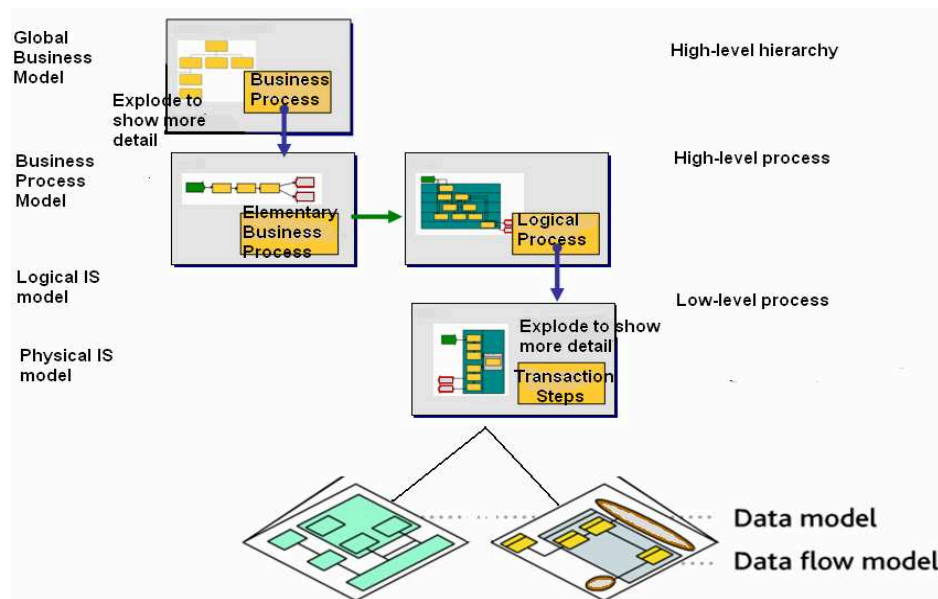 Global
Business
Model
High-level hierarchy
Business
Process
Explode to
show more
detail
Business
Process
Model
High-level process
Elementary
Business
Process
Logical
Process
Logical IS
model
Low-level process
Explode to show
more detail
Physical IS
model
Transaction
Steps
Data model
Data flow model